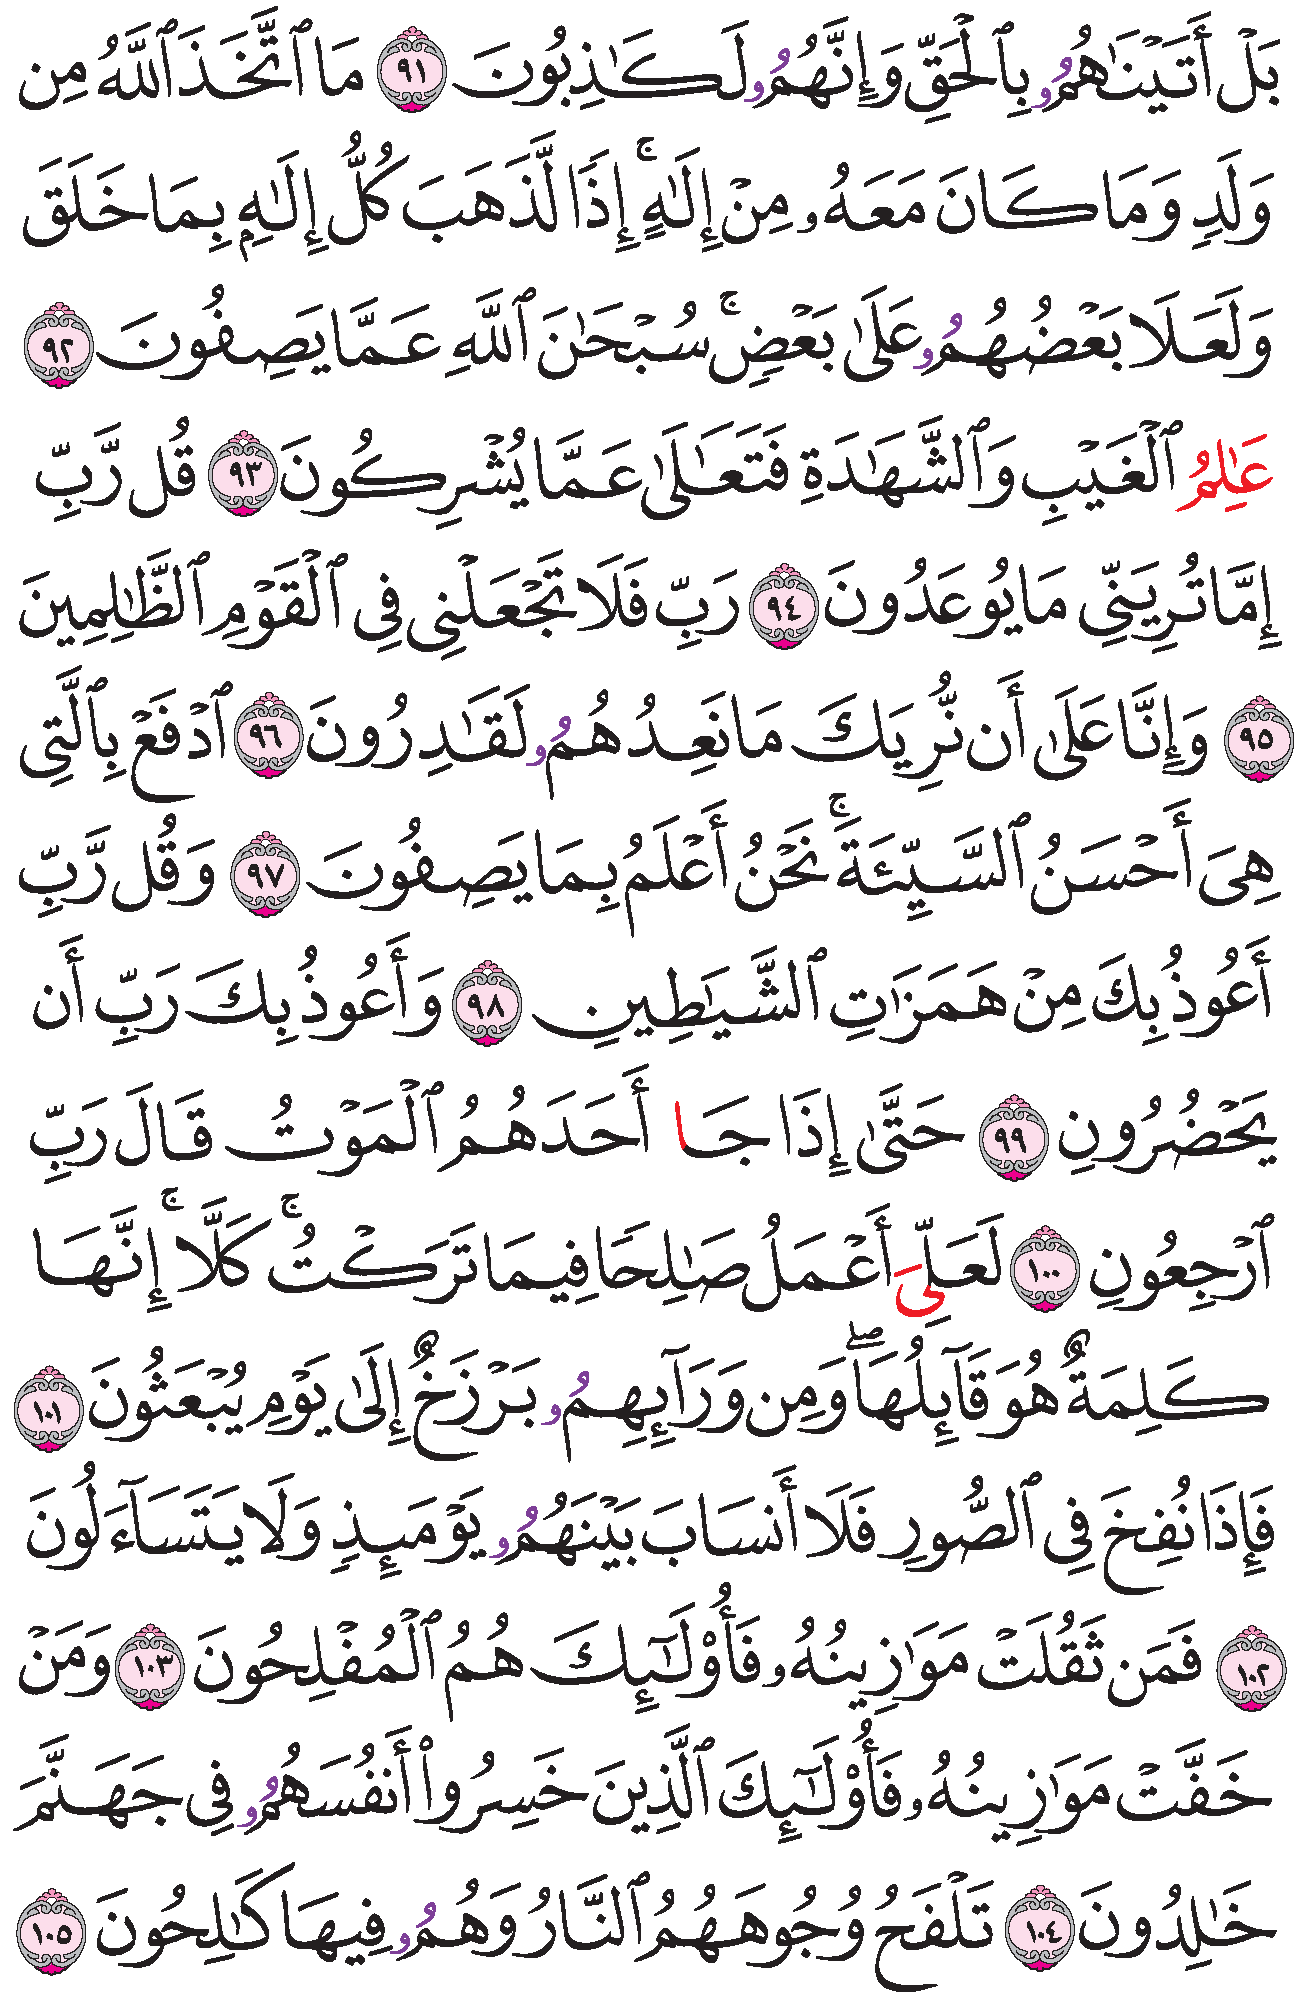 بَلْ أَتَيْنَٰهُمُۥ بِٱلْحَقِّ وَإِنَّهُمُۥ لَكَٰذِبُونَ ٩١ مَا ٱتَّخَذَ ٱللَّهُ مِن
وَلَدٍ وَمَا كَانَ مَعَهُۥ مِنْ إِلَٰهٍۚ إِذًا لَّذَهَبَ كُلُّ إِلَٰهِۭ بِمَا خَلَقَ
وَلَعَلَا بَعْضُهُمُۥ عَلَىٰ بَعْضٍۚ سُبْحَٰنَ ٱللَّهِ عَمَّا يَصِفُونَ ٩٢
عَٰلِمُ ٱلْغَيْبِ وَٱلشَّهَٰدَةِ فَتَعَٰلَىٰ عَمَّا يُشْرِكُونَ ٩٣ قُل رَّبِّ
إِمَّا تُرِيَنِّي مَا يُوعَدُونَ ٩٤ رَبِّ فَلَا تَجْعَلْنِي فِي ٱلْقَوْمِ ٱلظَّٰلِمِينَ
٩٥ وَإِنَّا عَلَىٰ أَن نُّرِيَكَ مَا نَعِدُهُمُۥ لَقَٰدِرُونَ ٩٦ ٱدْفَعْ بِٱلَّتِي
هِيَ أَحْسَنُ ٱلسَّيِّئَةَۚ نَحْنُ أَعْلَمُ بِمَا يَصِفُونَ ٩٧ وَقُل رَّبِّ
أَعُوذُ بِكَ مِنْ هَمَزَٰتِ ٱلشَّيَٰطِينِ ٩٨ وَأَعُوذُ بِكَ رَبِّ أَن
يَحْضُرُونِ ٩٩ حَتَّىٰ إِذَا جَا أَحَدَهُمُ ٱلْمَوْتُ قَالَ رَبِّ
ٱرْجِعُونِ ١٠٠ لَعَلِّيَ أَعْمَلُ صَٰلِحًا فِيمَا تَرَكْتُۚ كَلَّاۚ إِنَّهَا
كَلِمَةٌ هُوَ قَآئِلُهَاۖ وَمِن وَرَآئِهِمُۥ بَرْزَخٌ إِلَىٰ يَوْمِ يُبْعَثُونَ ١٠١
فَإِذَا نُفِخَ فِي ٱلصُّورِ فَلَا أَنسَابَ بَيْنَهُمُۥ يَوْمَئِذٍ وَلَا يَتَسَآءَلُونَ
١٠٢ فَمَن ثَقُلَتْ مَوَٰزِينُهُۥ فَأُوْلَٰٓئِكَ هُمُ ٱلْمُفْلِحُونَ ١٠٣ وَمَنْ
خَفَّتْ مَوَٰزِينُهُۥ فَأُوْلَٰٓئِكَ ٱلَّذِينَ خَسِرُوا۟ أَنفُسَهُمُۥ فِي جَهَنَّمَ
خَٰلِدُونَ ١٠٤ تَلْفَحُ وُجُوهَهُمُ ٱلنَّارُ وَهُمُۥ فِيهَا كَٰلِحُونَ ١٠٥